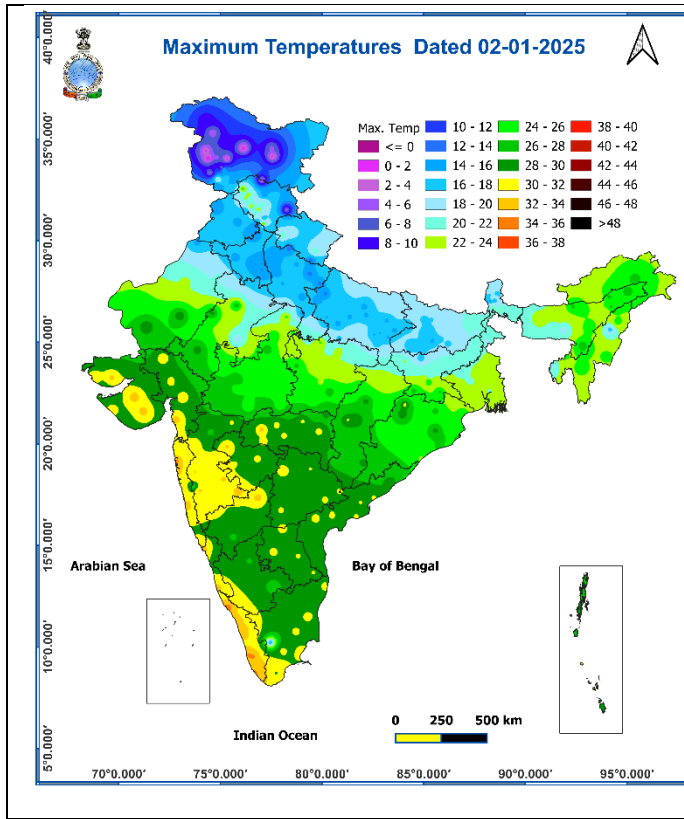 Maximum Temperatures Dated 02-01-2025
Max. Temp
<= 0
0 - 2
2 - 4
4 - 6
6 - 8
8 - 10
10 - 12
12 - 14
14 - 16
16 - 18
18 - 20
20 - 22
22 - 24
24 - 26
26 - 28
28 - 30
30 - 32
32 - 34
34 - 36
36 - 38
38 - 40
40 - 42
42 - 44
44 - 46
46 - 48
>48
40°0.000'
35°0.000'
30°0.000'
25°0.000'
20°0.000'
15°0.000'
10°0.000'
5°0.000'
Arabian Sea
Bay of Bengal
Indian Ocean
0 250 500 km
70°0.000' 75°0.000' 80°0.000' 85°0.000' 90°0.000' 95°0.000'